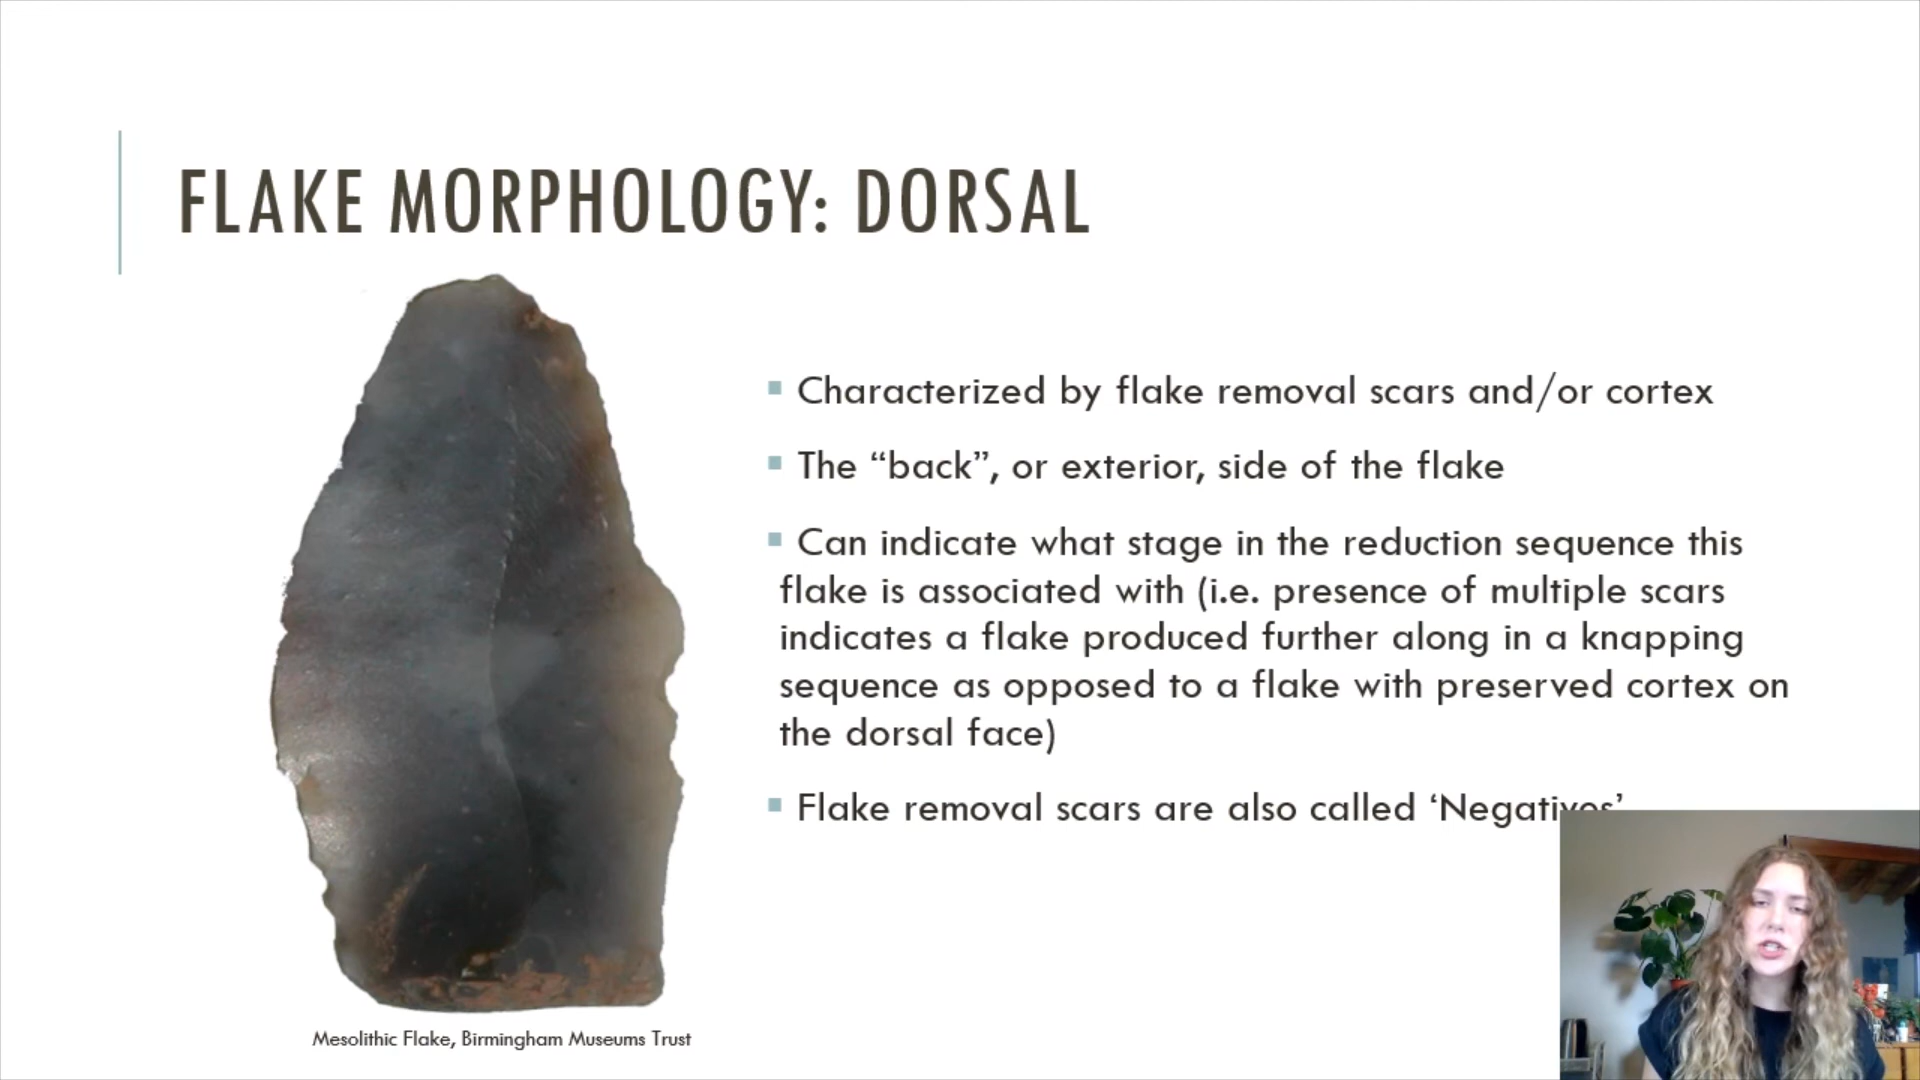 FLAKE MORPHOLOGY: DORSAL
Characterized by flake removal scars and/or cortex
The “back”, or exterior, side of the flake
Can indicate what stage in the reduction sequence this
flake is associated with (i.e. presence of multiple scars
indicates a flake produced further along in a knapping
sequence as opposed to a flake with preserved cortex on
the dorsal face)
Flake removal scars are also called ‘Negatives’
Mesolithic Flake, Birmingham Museums Trust